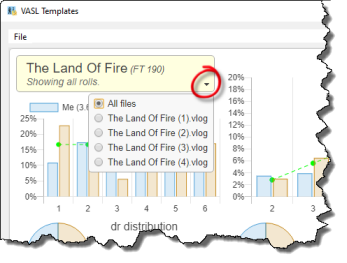 VASL Templates
File
The Land Of Fire (FT 190)
Showing all rolls.
Me (3.6
All files
The Land Of Fire (1).vlog
The Land Of Fire (2).vlog
The Land Of Fire (3).vlog
The Land Of Fire (4).vlog
25%
20%
15%
10%
5%
0%
1 2 3 4 5 6
dr distribution
20%
18%
16%
14%
12%
10%
8%
6%
4%
2%
0%
2 3